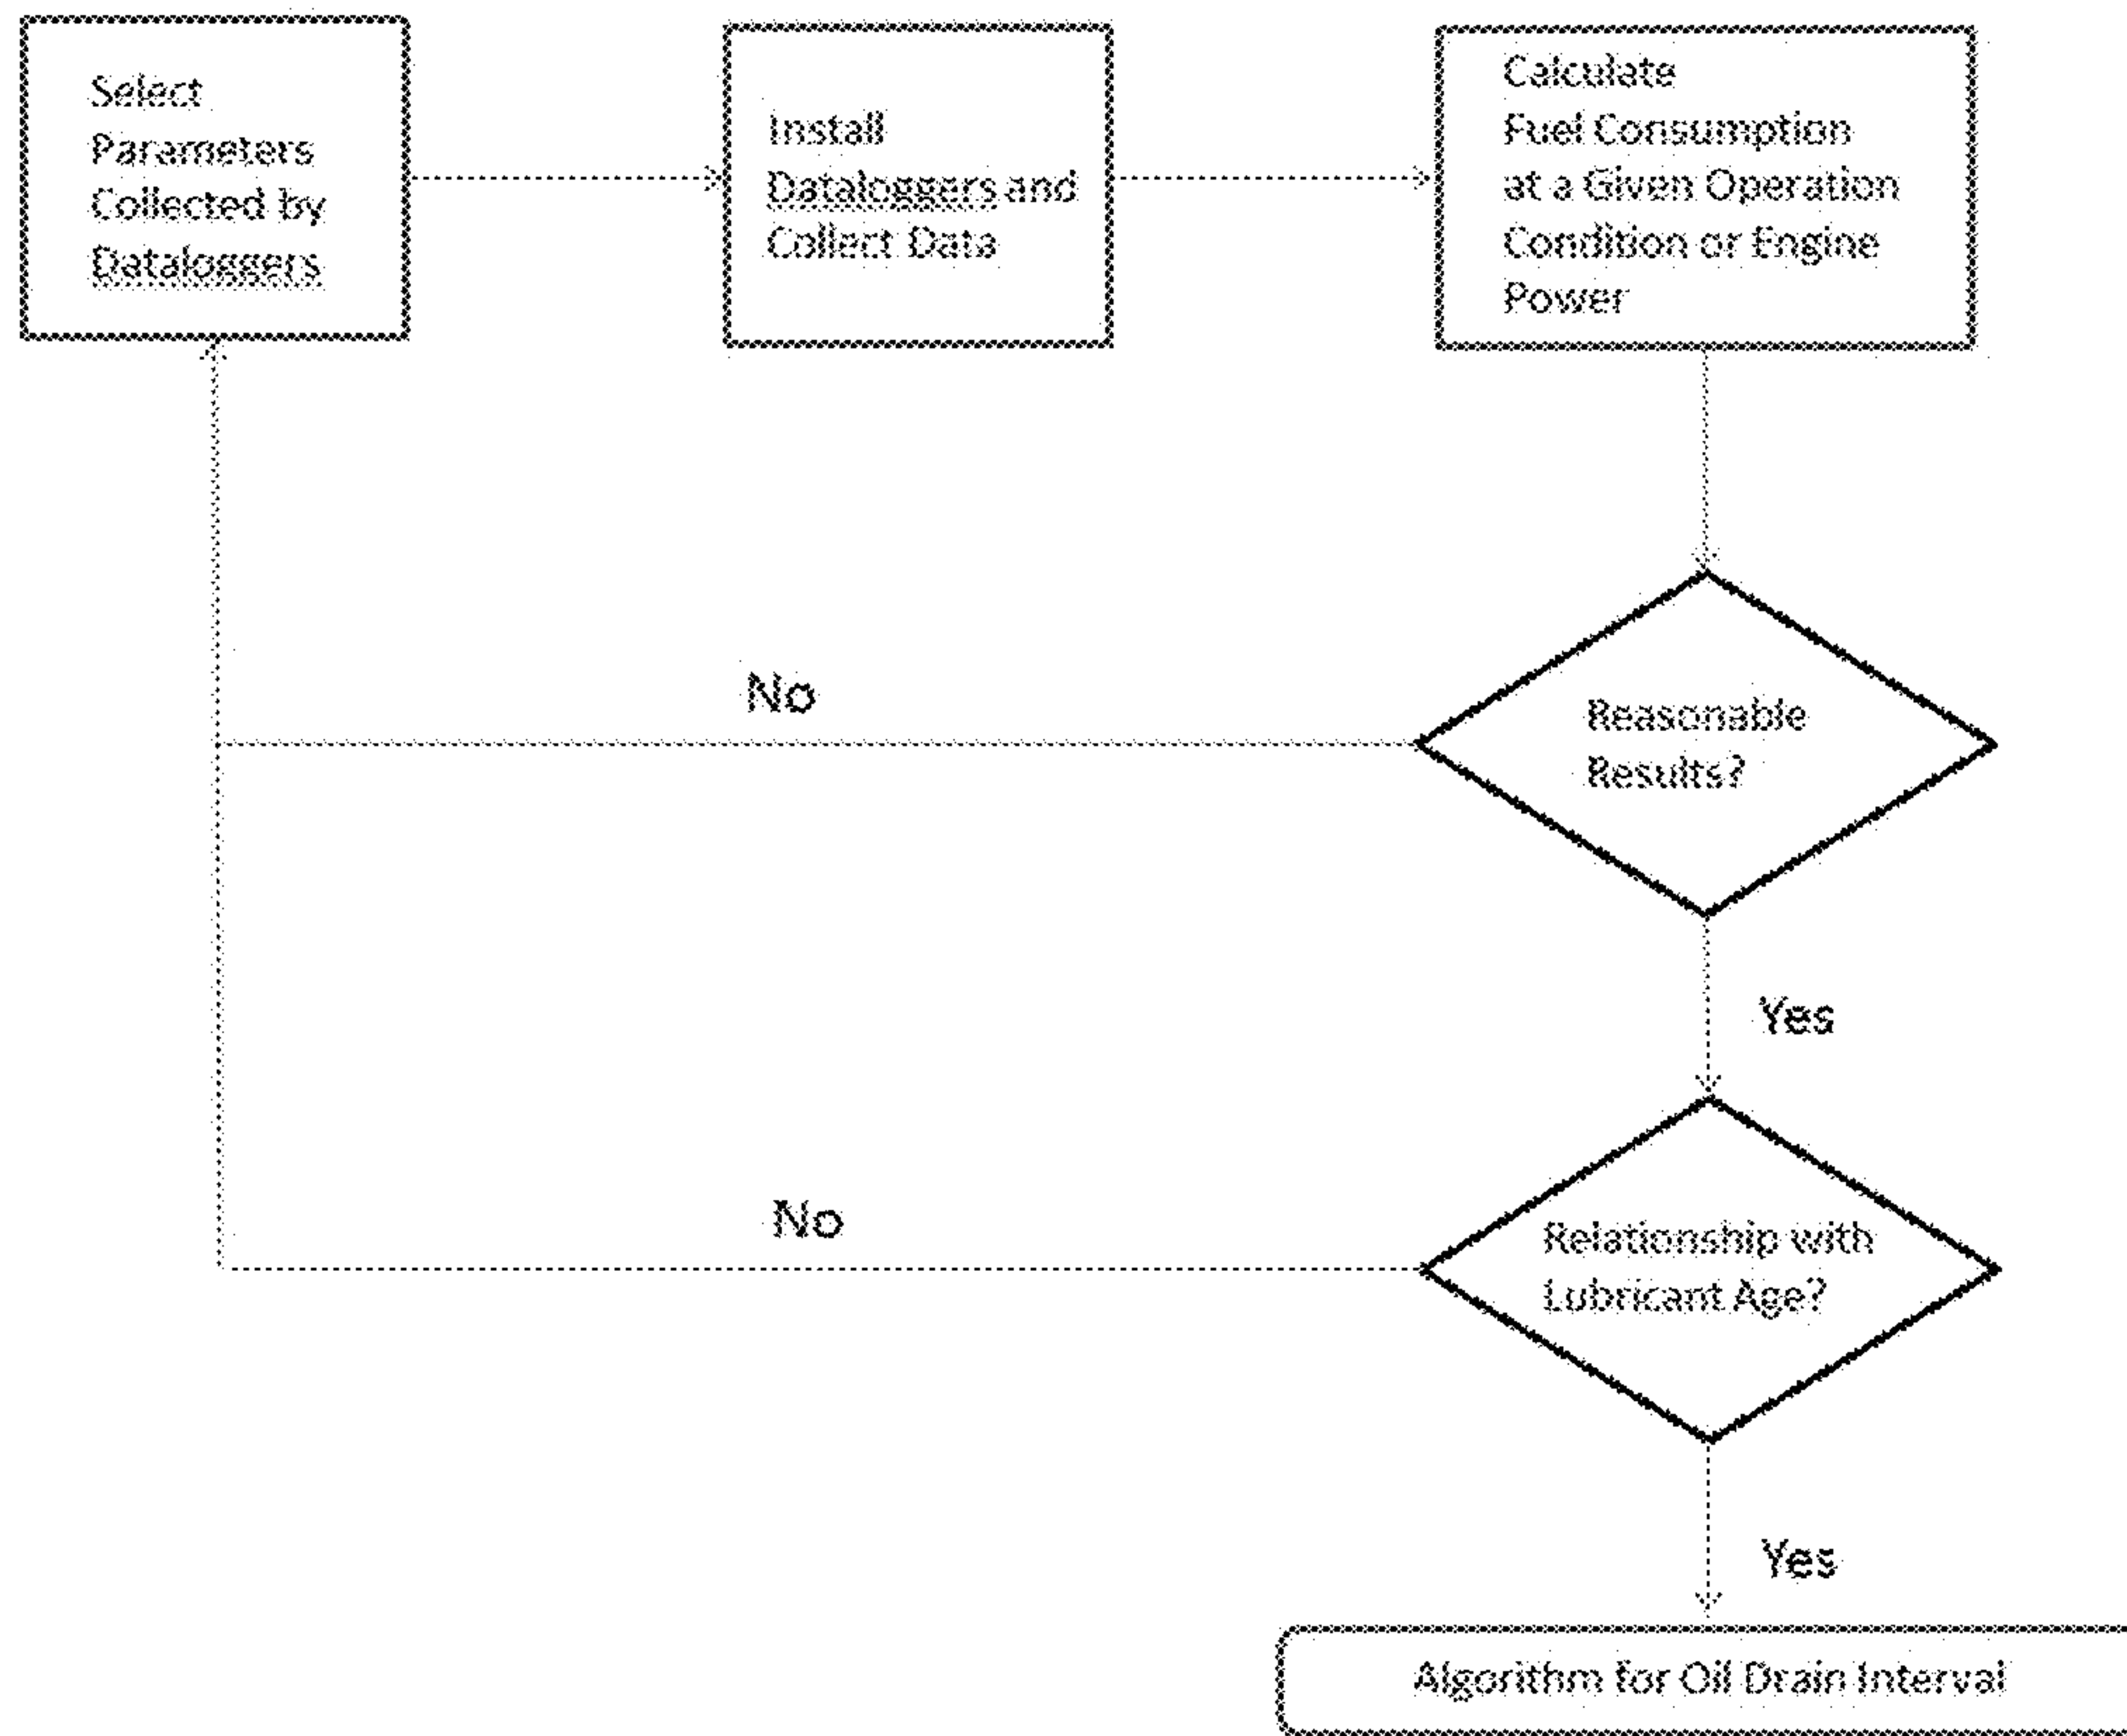 Select
Parameters
Collected by
Dataloggers
Install
Dataloggers and
Collect Data
Calculate
Fuel Consumption
at a Given Operation
Condition or Engine
Power
No
Reasonable
Results?
Yes
No
Relationship with
Lubricant Age?
Yes
Algorithm for Oil Drain Interval